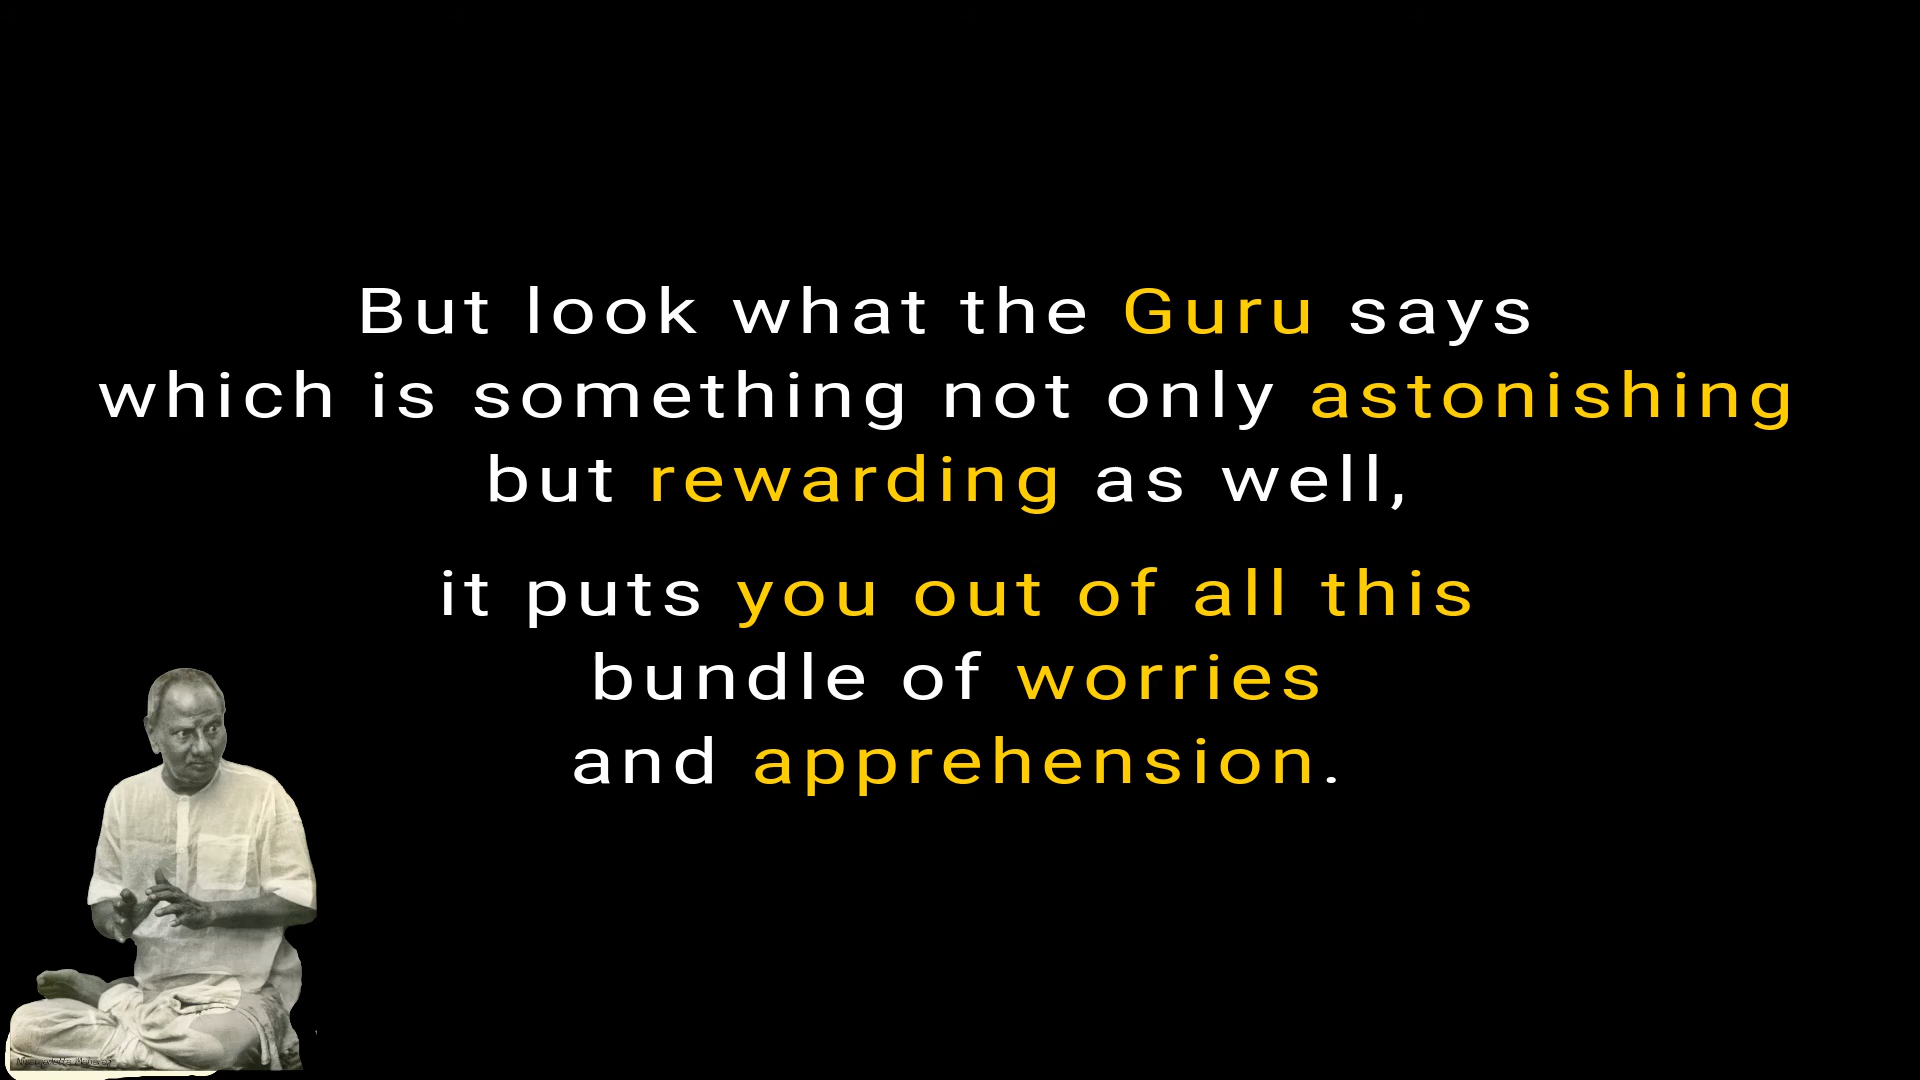 But look what the Guru says
which is something not only astonishing
but rewarding as well,
it puts you out of all this
bundle of worries
and apprehension.